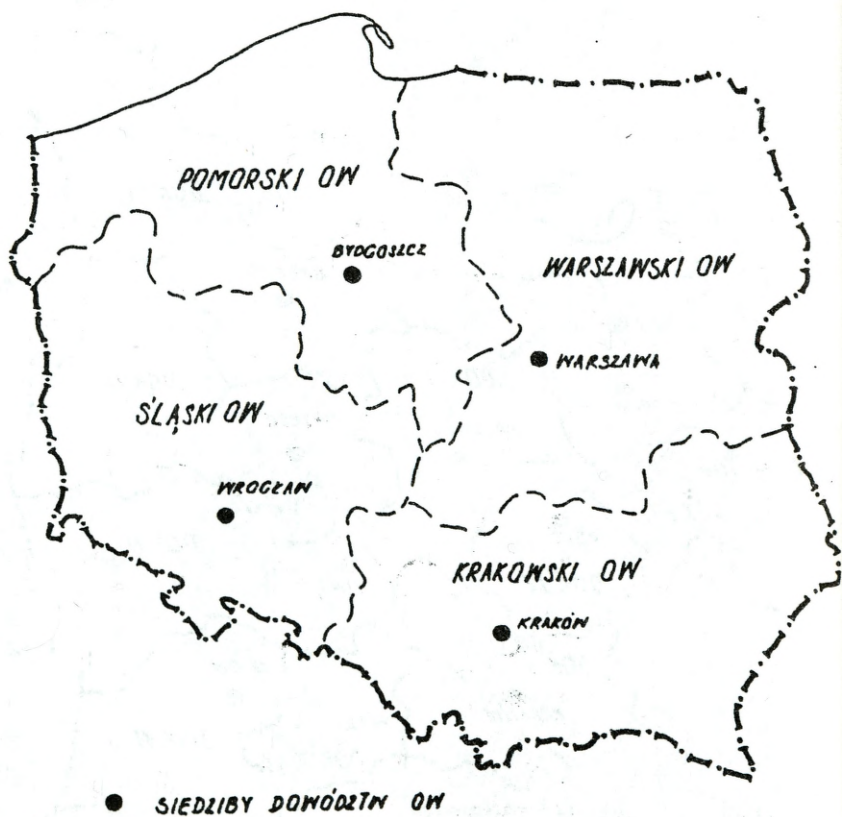 POMORSKI OW
BYDGOSZCZ
WARSZAWSKI OW
WARSZAWA
ŚLĄSKI OW
WROCŁAW
KRAKOWSKI OW
KRAKÓW
SIEDZIBY DOWÓDZTW OW